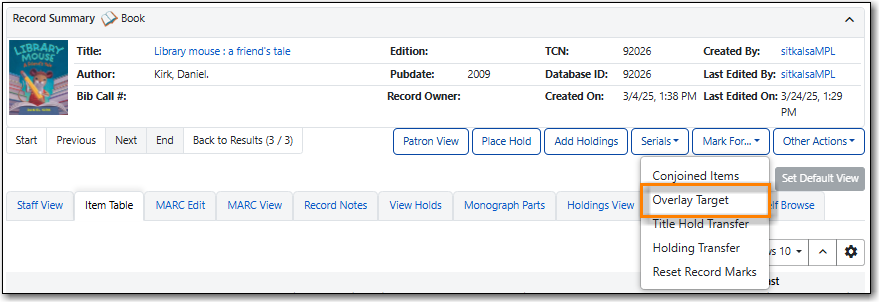 Record Summary Book
Title: Library mouse : a friend's tale Edition: TCN: 92026 Created By: sitkalsaMPL
Author: Kirk, Daniel. Pubdate: 2009 Database ID: 92026 Last Edited By: sitkalsaMPL
Bib Call #: Record Owner: Created On: 3/4/25, 1:38 PM Last Edited On: 3/24/25, 1:29 PM
LIBRARY MOUSE
Start Previous Next End Back to Results (3 / 3) Patron View Place Hold Add Holdings Serials Mark For... Other Actions
Conjoined Items
Set Default View
Overlay Target
Staff View Item Table MARC Edit MARC View Record Notes View Holds Monograph Parts Holdings View elf Browse
Title Hold Transfer
Holding Transfer
ws 10
Reset Record Marks
ast